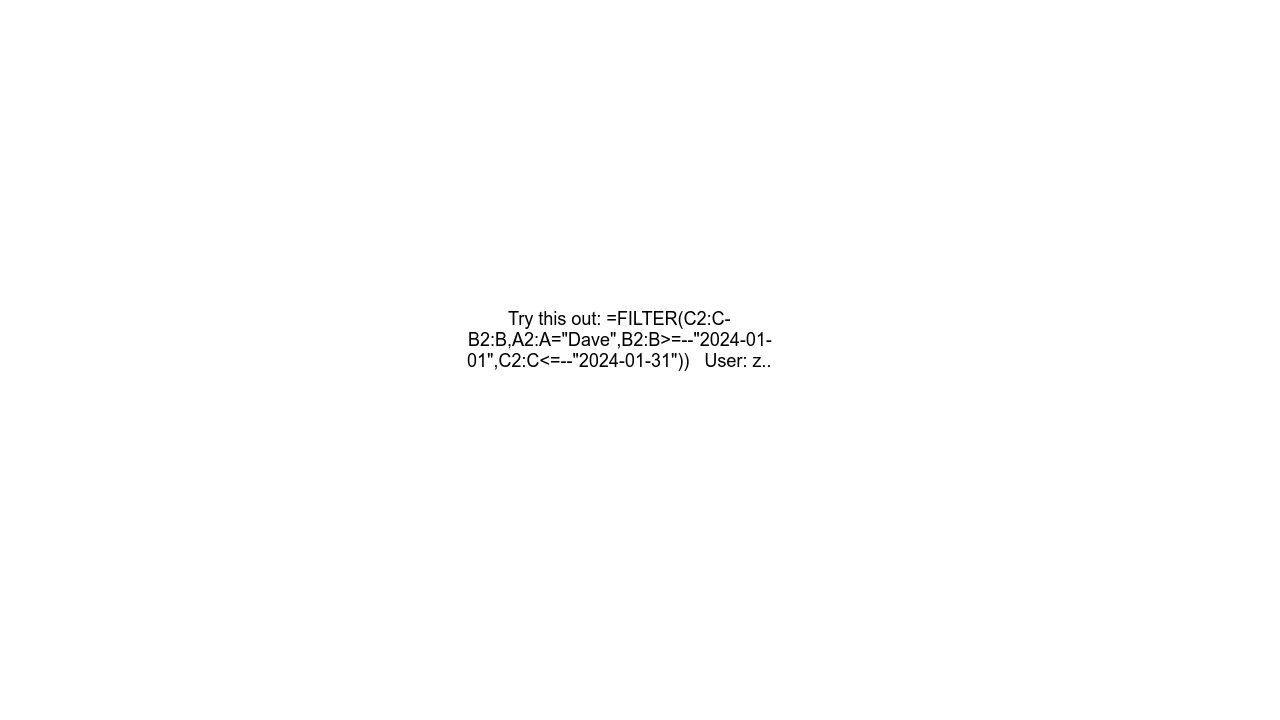 Try this out: =FILTER(C2:C-
B2:B,A2:A="Dave",B2:B>=--"2024-01-
01",C2:C<=--"2024-01-31"))   User: z..